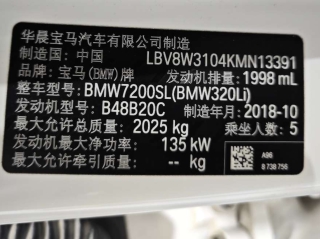 华晨宝马汽车有限公司制造
制造国：中国 LBV8W3104KMN13391
品牌：宝马(BMW)牌 发动机排量：1998 mL
整车型号：BMW7200SL(BMW320Li)
发动机型号：B48B20C 制造年月：2018-10
最大允许总质量：2025 kg 乘坐人数：5
发动机最大净功率：135 kW
最大允许牵引质量：-- kg
A96
8 738 756